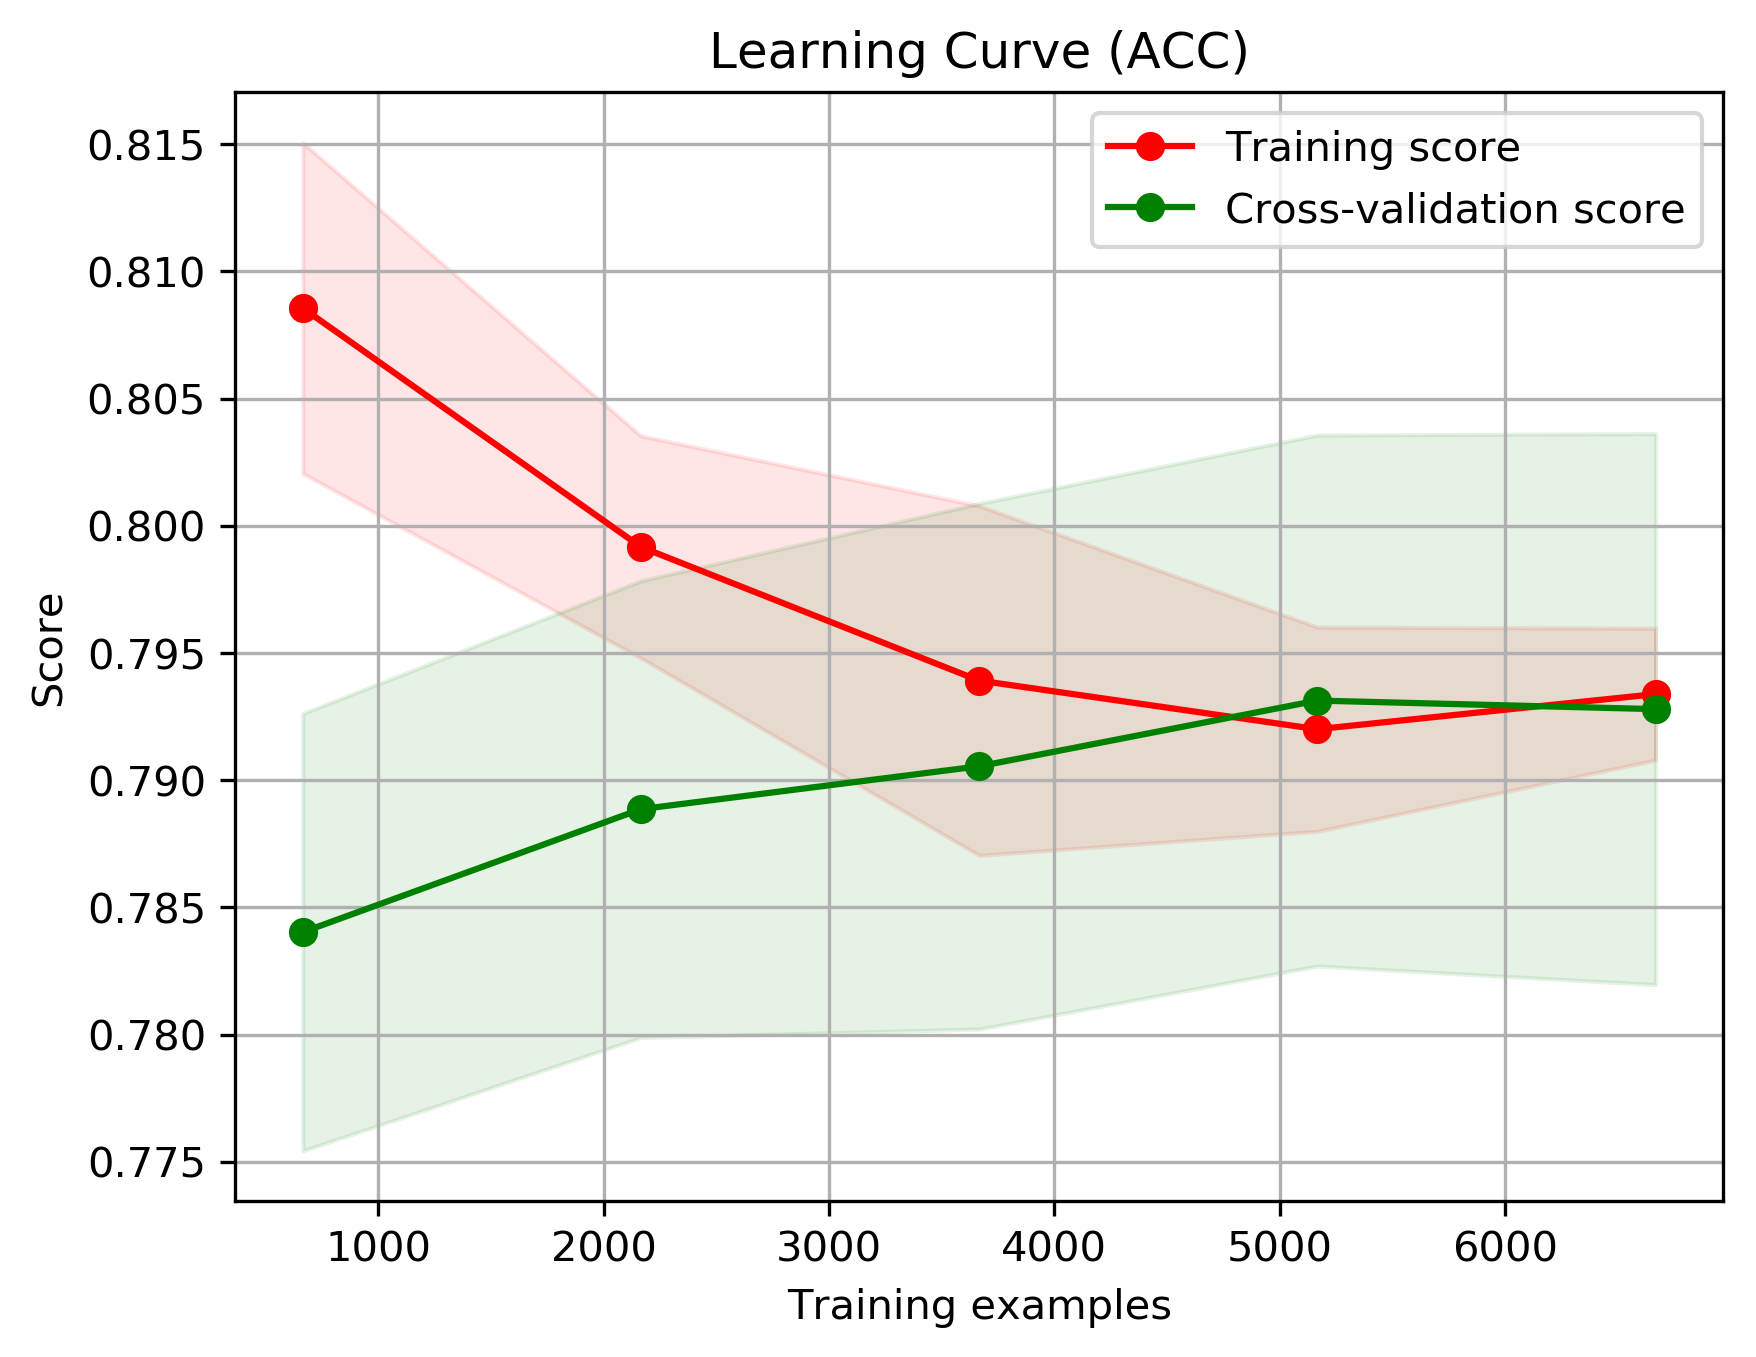 Learning Curve (ACC)
Training score
Cross-validation score
0.815
0.810
0.805
0.800
0.795
0.790
0.785
0.780
0.775
Score
1000 2000 3000 4000 5000 6000
Training examples